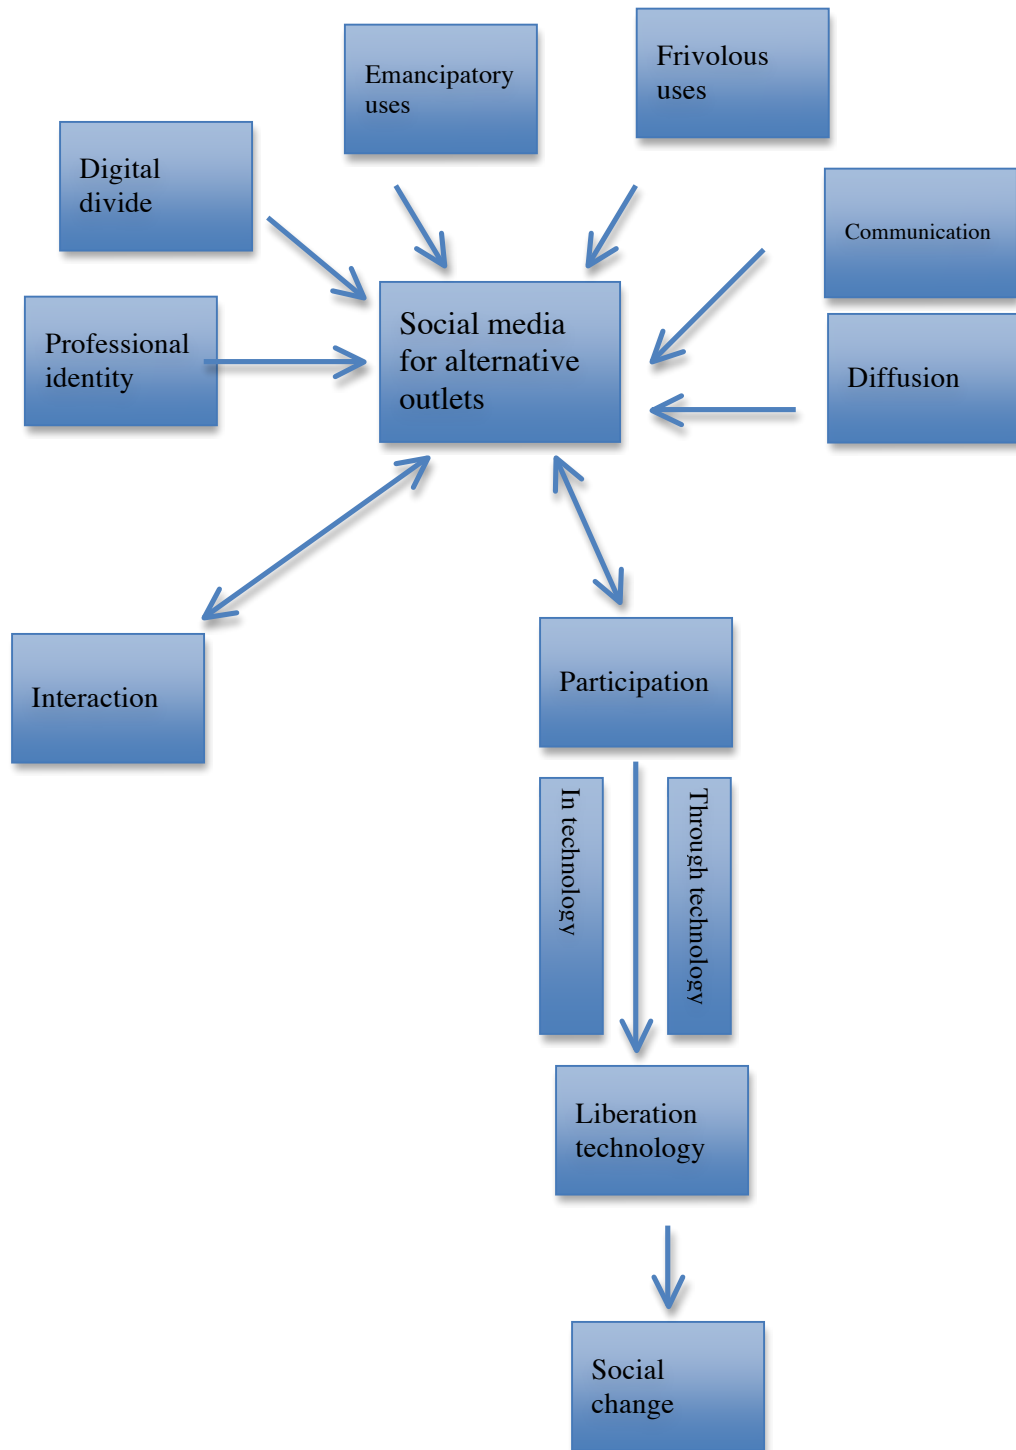 Frivolous
uses
Emancipatory
uses
Digital
divide
Communication
Social media
for alternative
outlets
Professional
identity
Diffusion
Interaction
Participation
In technology
Through technology
Liberation
technology
Social
change